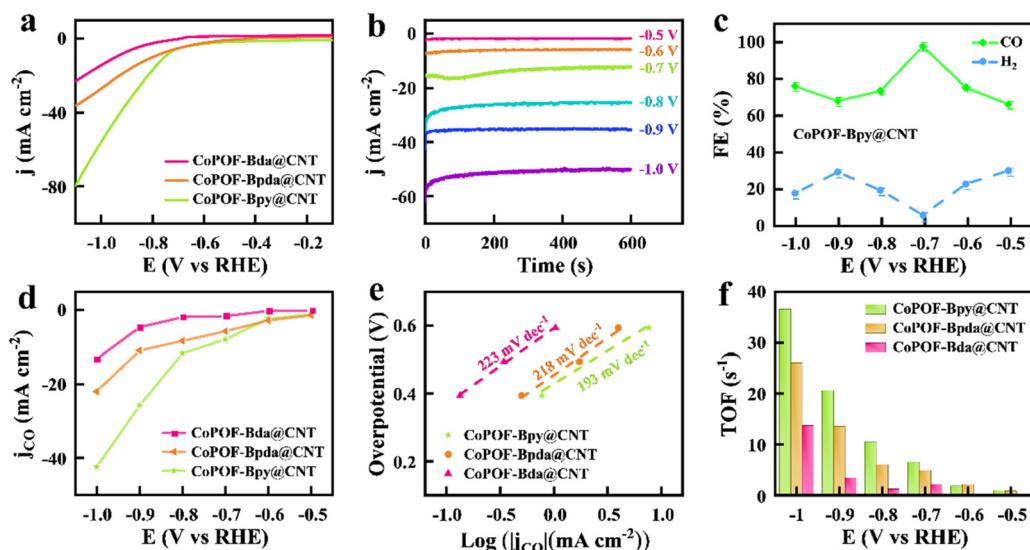 a
j (mA cm⁻²)
0
-40
-80
CoPOF-Bda@CNT
CoPOF-Bpda@CNT
CoPOF-Bpy@CNT
-1.0 -0.8 -0.6 -0.4 -0.2
E (V vs RHE)
b
j (mA cm⁻²)
0
-20
-40
-60
-0.5 V
-0.6 V
-0.7 V
-0.8 V
-0.9 V
-1.0 V
0 200 400 600
Time (s)
c
FE (%)
100
80
60
40
20
0
CO
H₂
CoPOF-Bpy@CNT
-1.0 -0.9 -0.8 -0.7 -0.6 -0.5
E (V vs RHE)
d
jCO (mA cm⁻²)
0
-20
-40
CoPOF-Bda@CNT
CoPOF-Bpda@CNT
CoPOF-Bpy@CNT
-1.0 -0.9 -0.8 -0.7 -0.6 -0.5
E (V vs RHE)
e
Overpotential (V)
0.6
0.4
0.2
223 mV dec⁻¹
218 mV dec⁻¹
193 mV dec⁻¹
CoPOF-Bpy@CNT
CoPOF-Bpda@CNT
CoPOF-Bda@CNT
-1.0 -0.5 0.0 0.5 1.0
Log (|jCO|(mA cm⁻²)
f
TOF (s⁻¹)
40
30
20
10
0
CoPOF-Bpy@CNT
CoPOF-Bpda@CNT
CoPOF-Bda@CNT
-1 -0.9 -0.8 -0.7 -0.6 -0.5
E (V vs RHE)